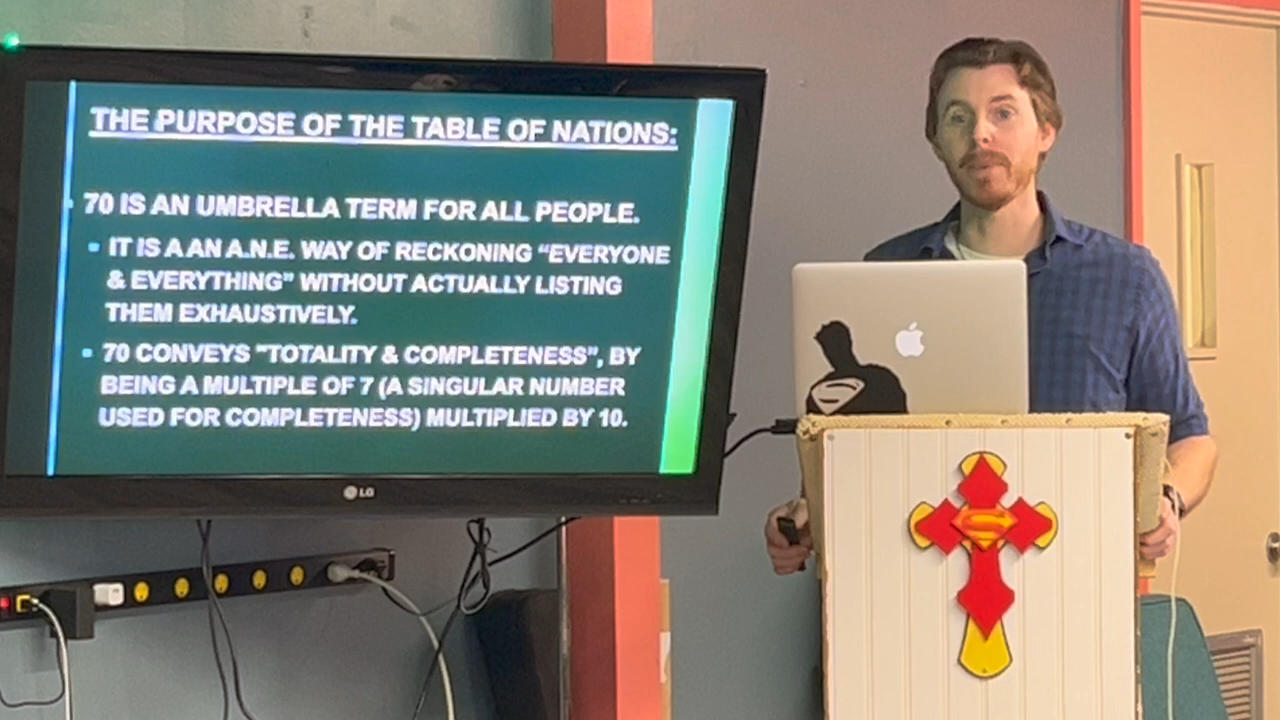 THE PURPOSE OF THE TABLE OF NATIONS:
70 IS AN UMBRELLA TERM FOR ALL PEOPLE.
IT IS A AN A.N.E. WAY OF RECKONING “EVERYONE
& EVERYTHING” WITHOUT ACTUALLY LISTING
THEM EXHAUSTIVELY.
70 CONVEYS "TOTALITY & COMPLETENESS”, BY
BEING A MULTIPLE OF 7 (A SINGULAR NUMBER
USED FOR COMPLETENESS) MULTIPLIED BY 10.
LG